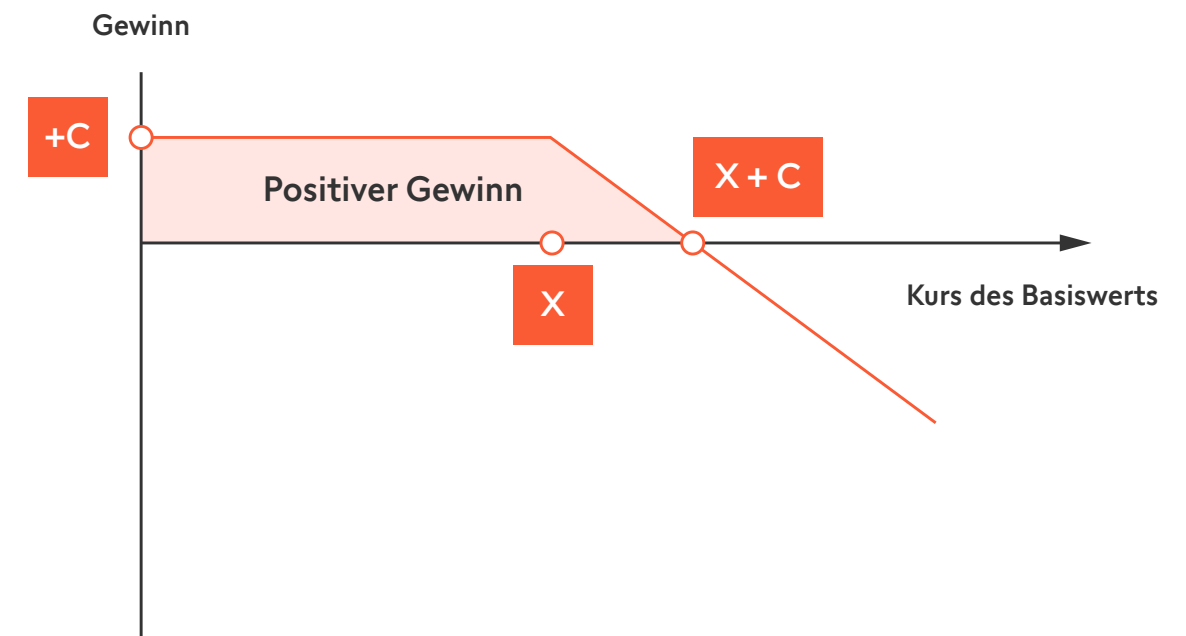 Gewinn
+C
X + C
Positiver Gewinn
X
Kurs des Basiswerts